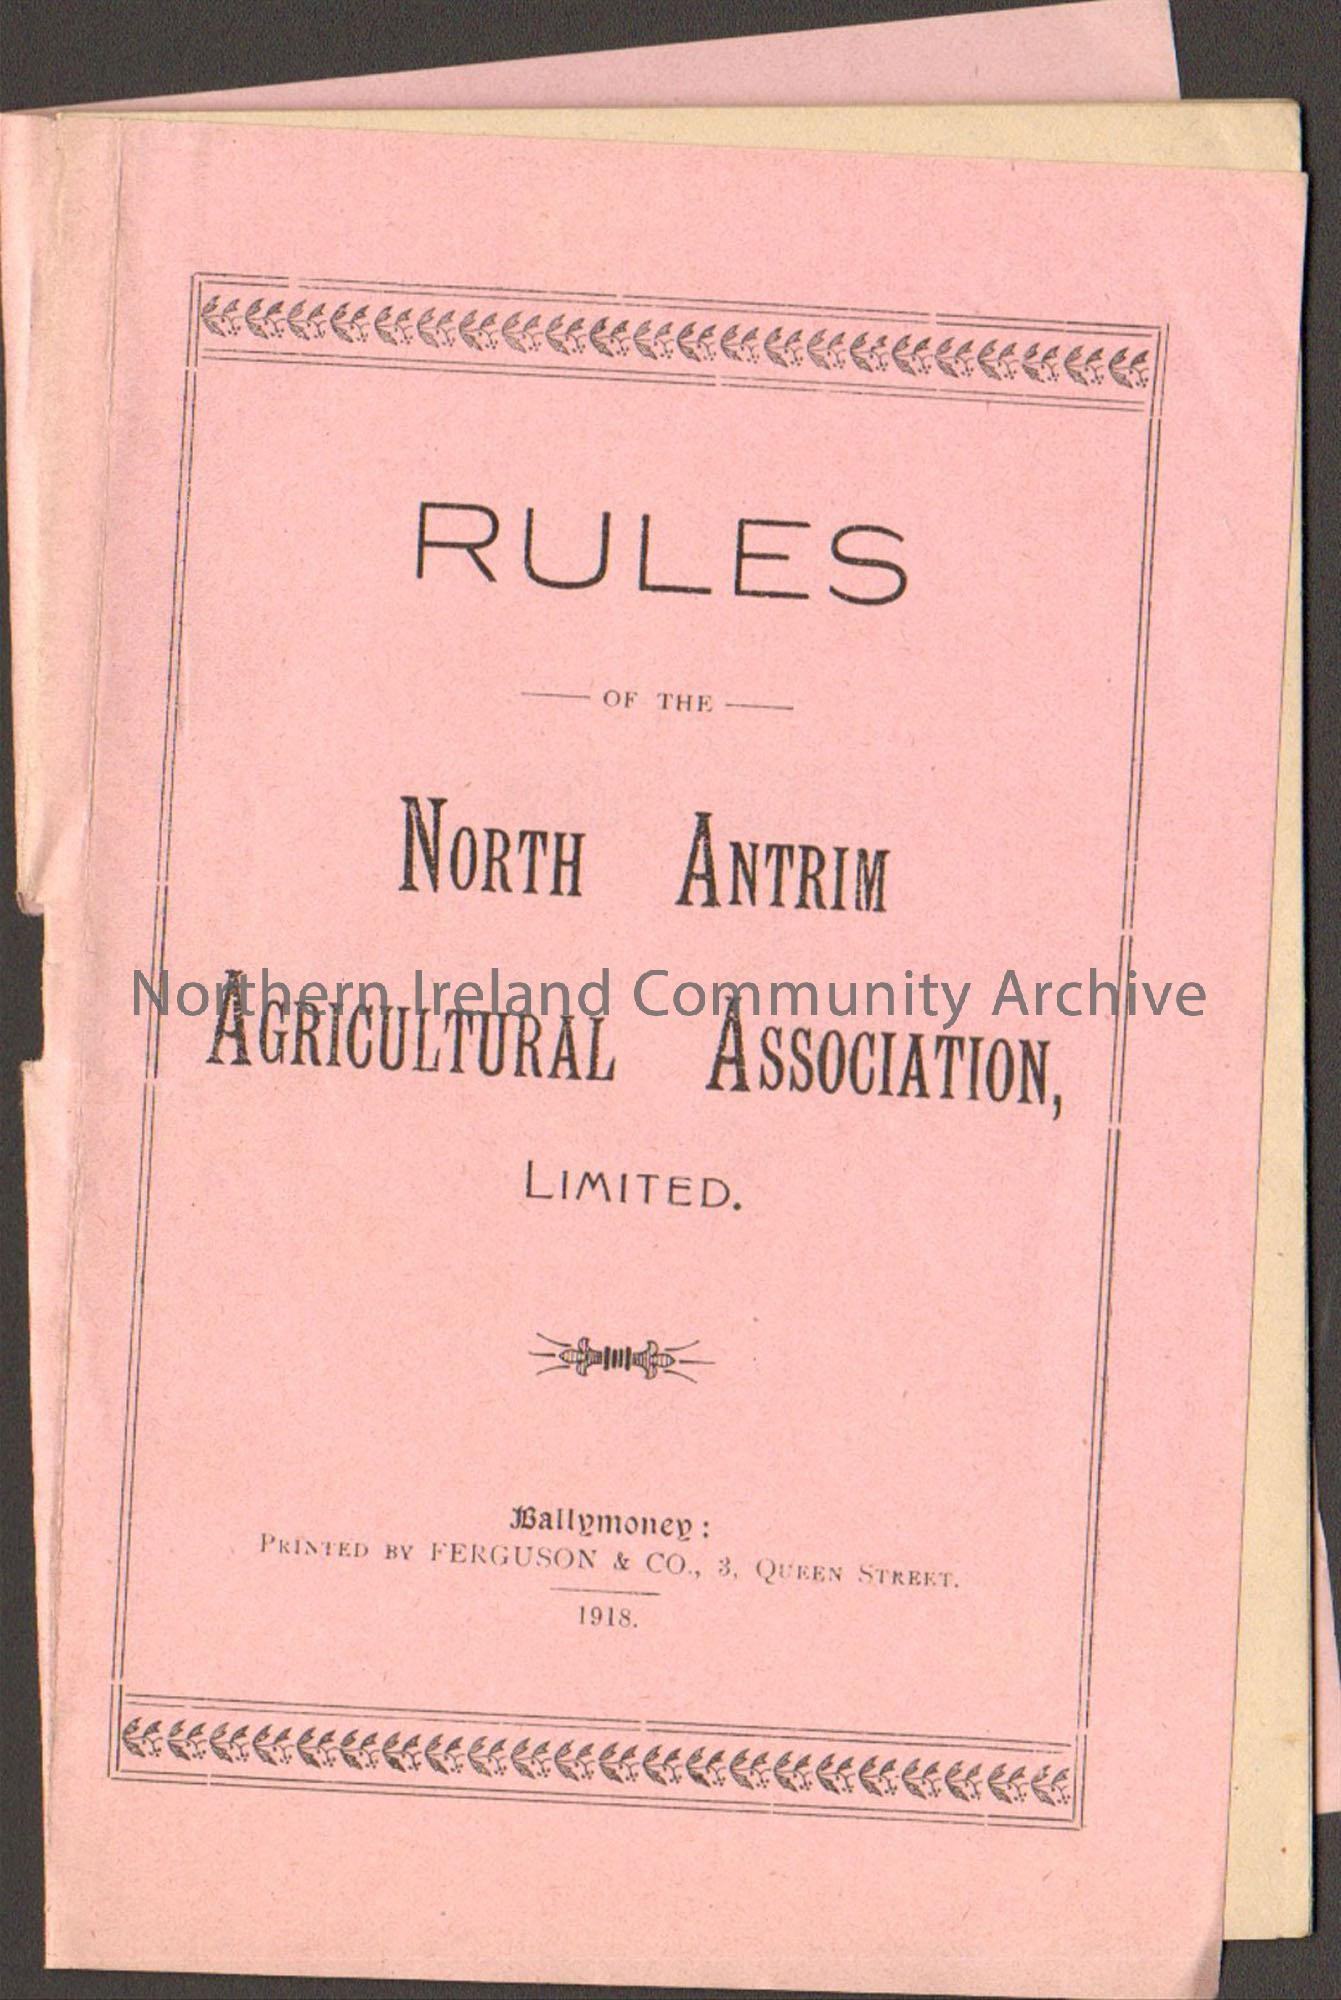 RULES
OF THE
NORTH ANTRIM
Northern Ireland Community Archive
AGRICULTURAL ASSOCIATION,
LIMITED.
Ballymoney:
PRINTED BY FERGUSON & CO., 3, QUEEN STREET.
1918.